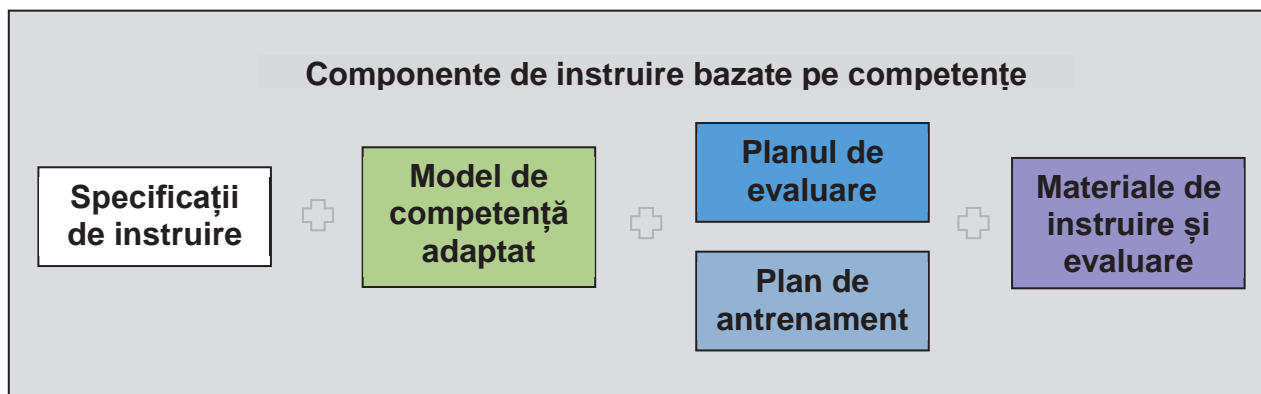 Componente de instruire bazate pe competențe
Specificații
de instruire
Model de
competență
adaptat
Planul de
evaluare
Plan de
antrenament
Materiale de
instruire și
evaluare